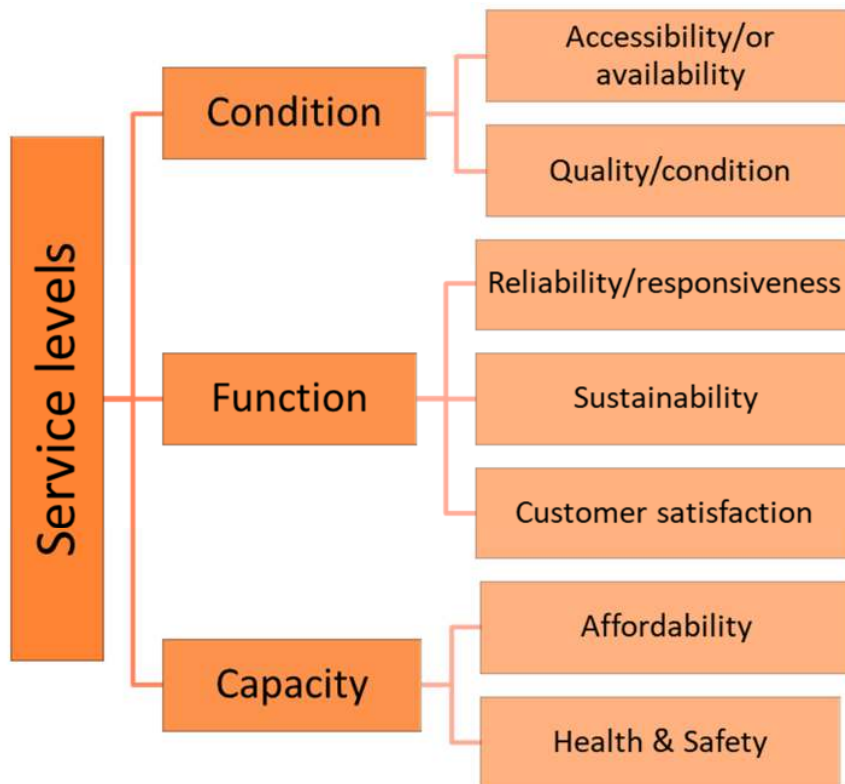 Service levels
Condition
Accessibility/or
availability
Quality/condition
Function
Reliability/responsiveness
Sustainability
Customer satisfaction
Capacity
Affordability
Health & Safety